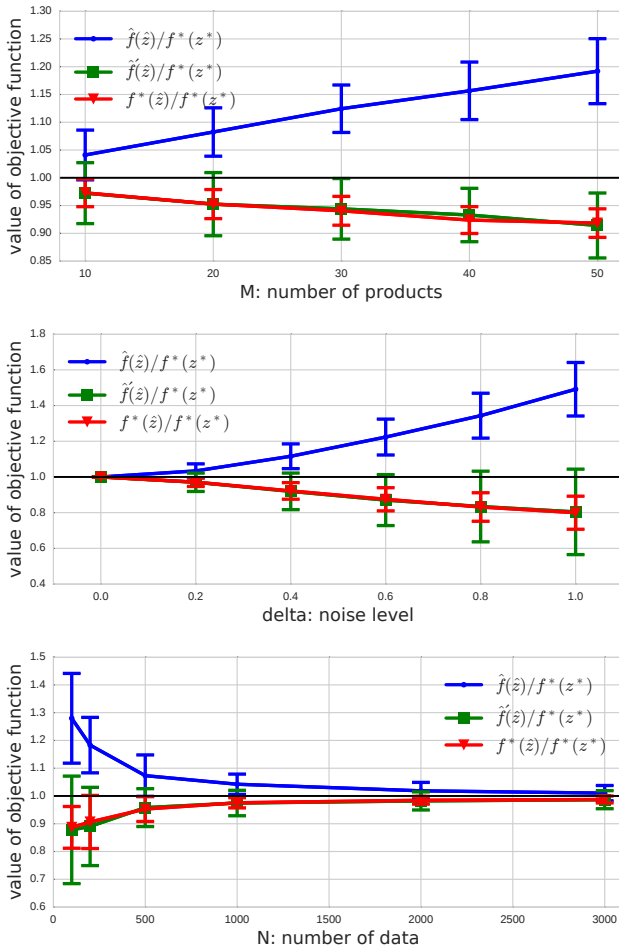 1.30
1.25
1.20
1.15
1.10
1.05
1.00
0.95
0.90
0.85
value of objective function
f̂(ẑ)/f*(z*)
f̂′(ẑ)/f*(z*)
f*(ẑ)/f*(z*)
10 20 30 40 50
M: number of products
1.8
1.6
1.4
1.2
1.0
0.8
0.6
0.4
value of objective function
f̂(ẑ)/f*(z*)
f̂′(ẑ)/f*(z*)
f*(ẑ)/f*(z*)
0.0 0.2 0.4 0.6 0.8 1.0
delta: noise level
1.5
1.4
1.3
1.2
1.1
1.0
0.9
0.8
0.7
0.6
value of objective function
f̂(ẑ)/f*(z*)
f̂′(ẑ)/f*(z*)
f*(ẑ)/f*(z*)
0 500 1000 1500 2000 2500 3000
N: number of data